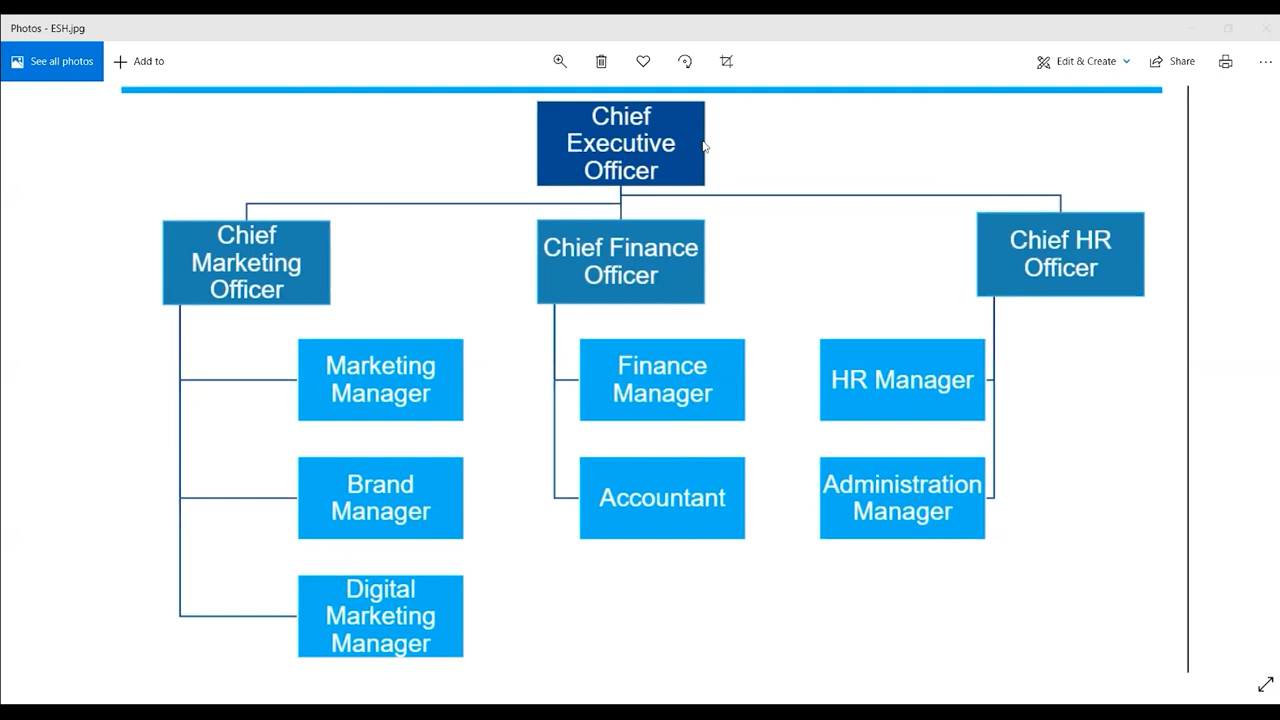 Photos - ESH.jpg
See all photos
Add to
Edit & Create
Share
Chief
Executive
Officer
Chief
Marketing
Officer
Chief Finance
Officer
Chief HR
Officer
Marketing
Manager
Finance
Manager
HR Manager
Brand
Manager
Accountant
Administration
Manager
Digital
Marketing
Manager